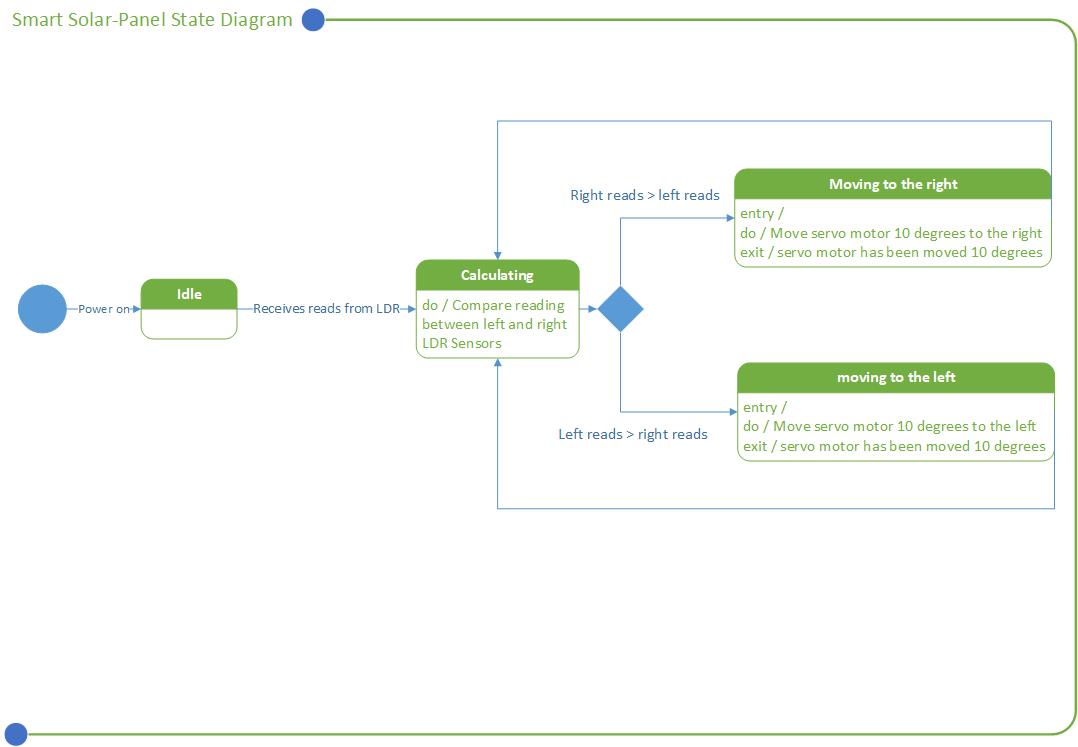 Smart Solar-Panel State Diagram
Right reads > left reads
Moving to the right
entry /
do / Move servo motor 10 degrees to the right
exit / servo motor has been moved 10 degrees
Power on
Idle
Receives reads from LDR
Calculating
do / Compare reading
between left and right
LDR Sensors
Left reads > right reads
moving to the left
entry /
do / Move servo motor 10 degrees to the left
exit / servo motor has been moved 10 degrees